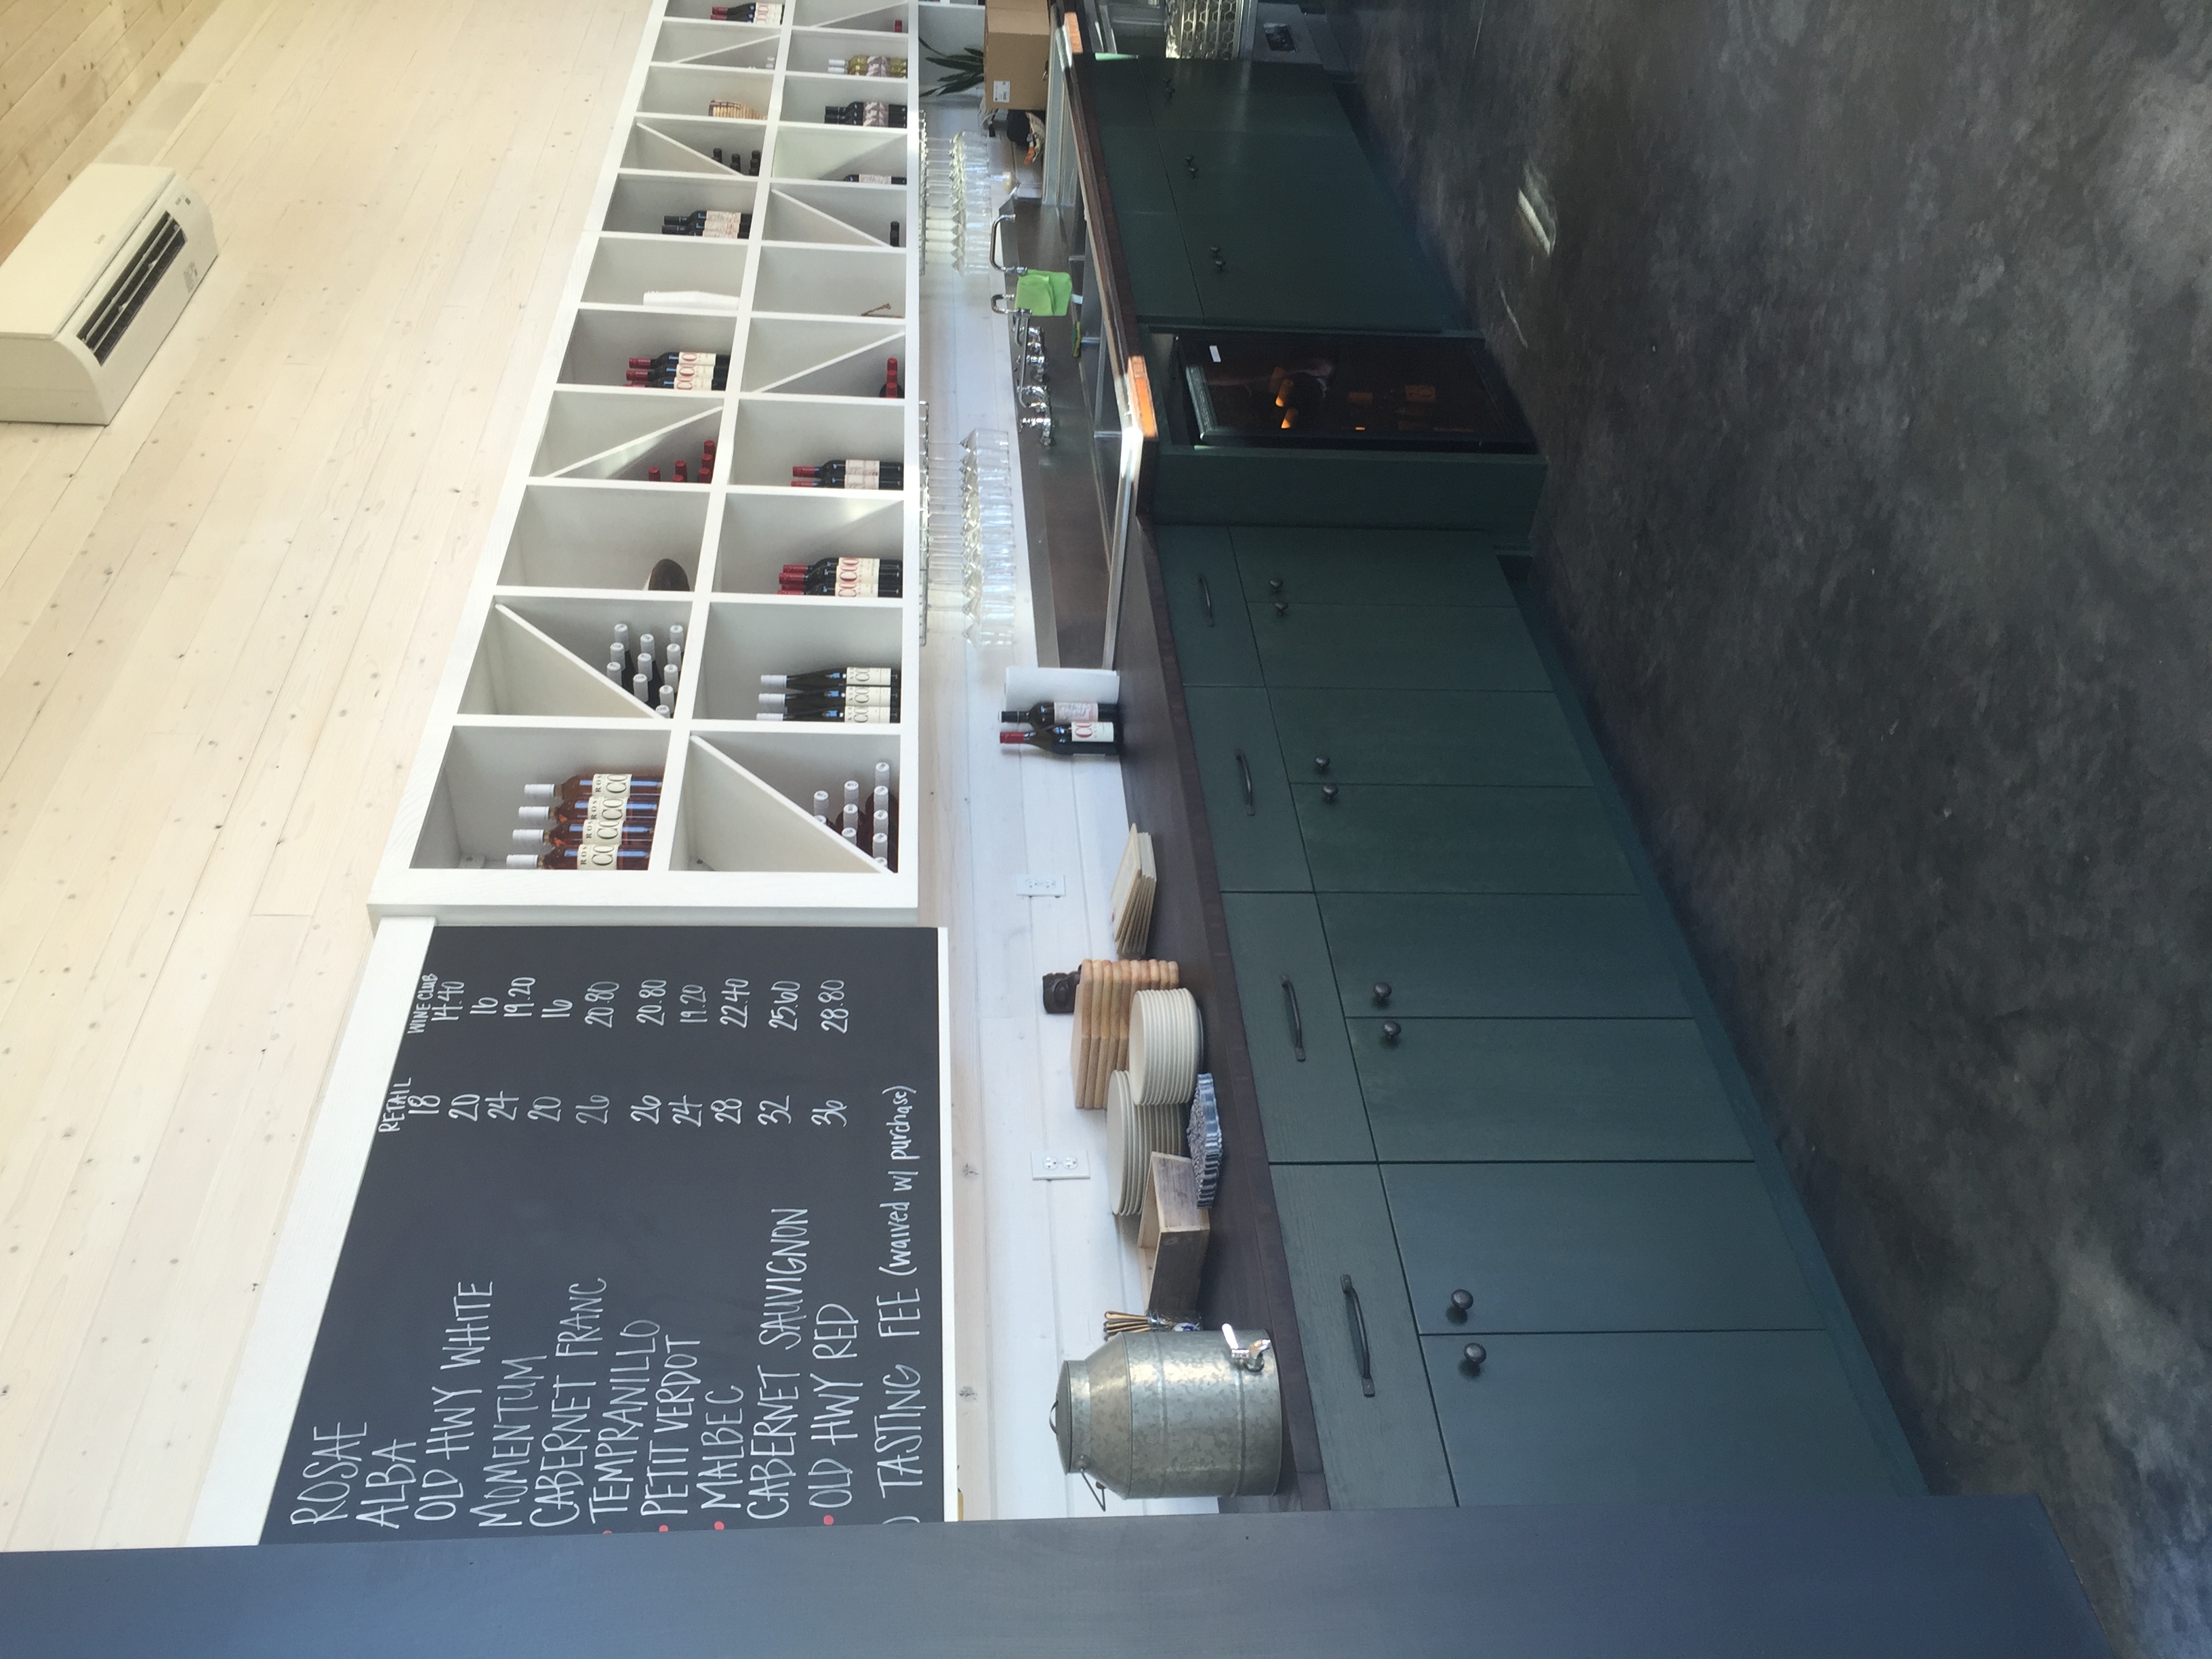 RETAIL WINE CLUB
ROSAE 18 14.40
ALBA 20 16
OLD HWY WHITE 24 19.20
MOMENTUM 20 16
CABERNET FRANC 26 20.80
TEMPRANILLO 26 20.80
PETIT VERDOT 24 19.20
MALBEC 28 22.40
CABERNET SAUVIGNON 32 25.60
OLD HWY RED 36 28.80
) TASTING FEE (waived w/ purchase)